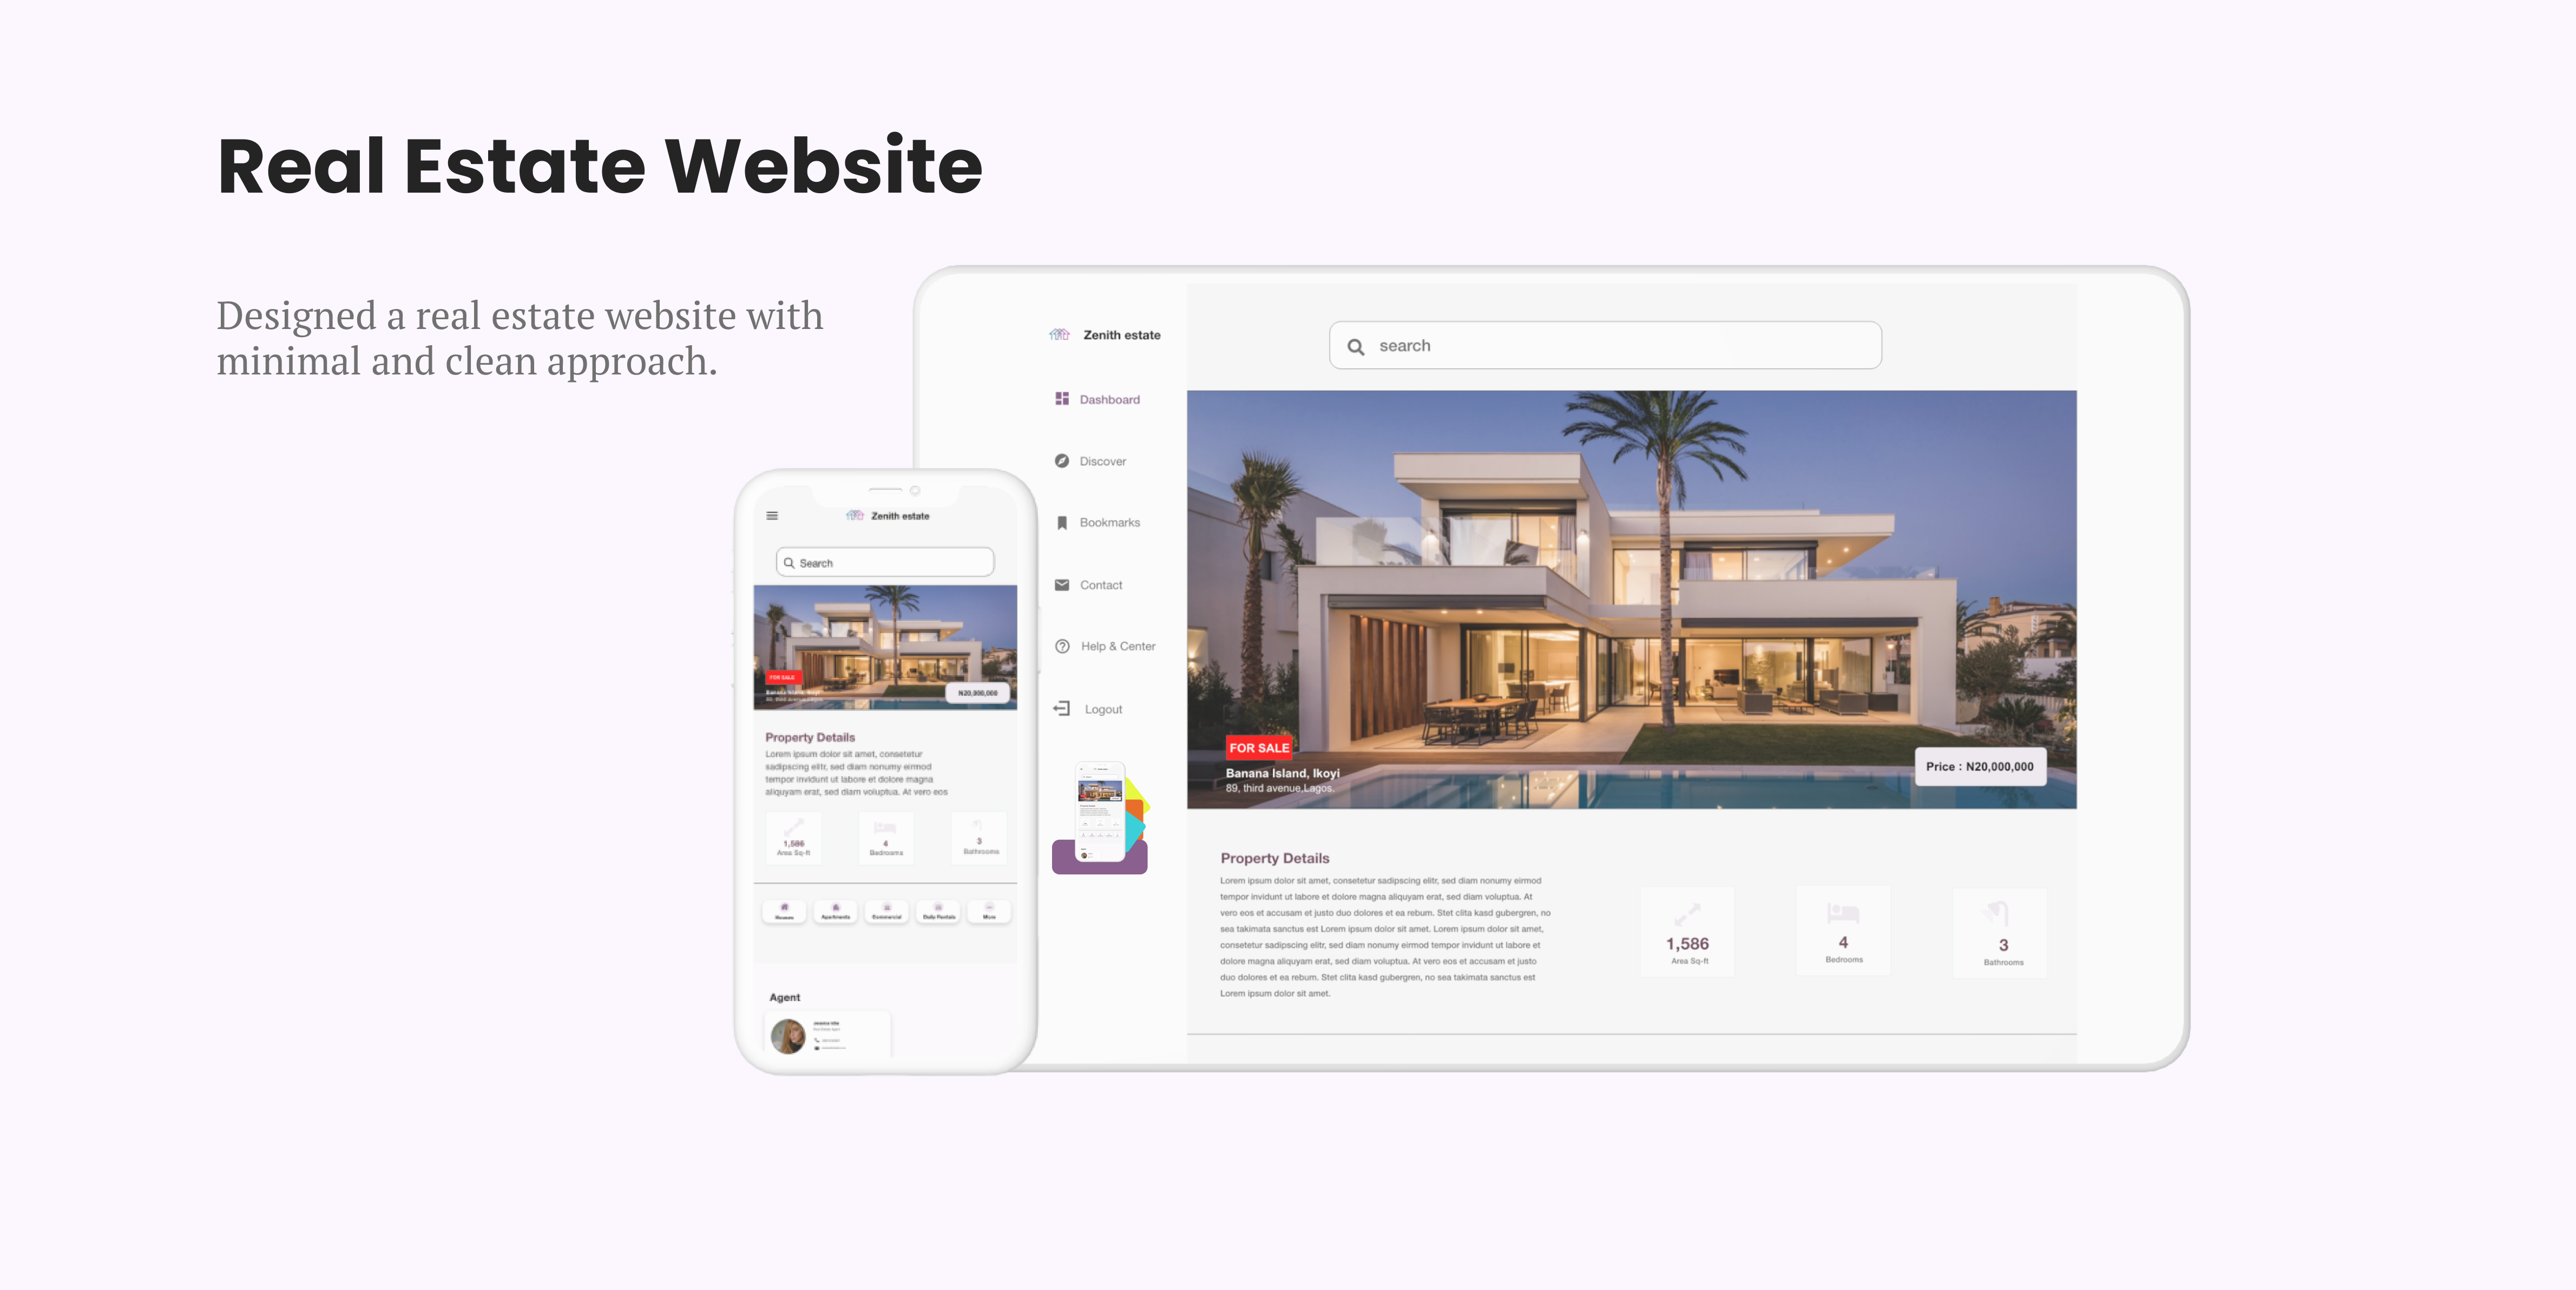 Real Estate Website
Designed a real estate website with
minimal and clean approach.
Zenith estate
Search
FOR SALE
Banana Island, Ikoyi
N20,000,000
Property Details
Lorem ipsum dolor sit amet, consetetur
sadipscing elitr, sed diam nonumy eirmod
tempor invidunt ut labore et dolore magna
aliquyam erat, sed diam voluptua. At vero eos
1,586
Area Sq-ft
4
Bedrooms
3
Bathrooms
Houses
Apartments
Commercial
Daily Rentals
More
Agent
Zenith estate
Dashboard
Discover
Bookmarks
Contact
Help & Center
Logout
search
FOR SALE
Banana Island, Ikoyi
89, third avenue,Lagos.
Price : N20,000,000
Property Details
Lorem ipsum dolor sit amet, consetetur sadipscing elitr, sed diam nonumy eirmod
tempor invidunt ut labore et dolore magna aliquyam erat, sed diam voluptua. At
vero eos et accusam et justo duo dolores et ea rebum. Stet clita kasd gubergren, no
sea takimata sanctus est Lorem ipsum dolor sit amet. Lorem ipsum dolor sit amet,
consetetur sadipscing elitr, sed diam nonumy eirmod tempor invidunt ut labore et
dolore magna aliquyam erat, sed diam voluptua. At vero eos et accusam et justo
duo dolores et ea rebum. Stet clita kasd gubergren, no sea takimata sanctus est
Lorem ipsum dolor sit amet.
1,586
Area Sq-ft
4
Bedrooms
3
Bathrooms